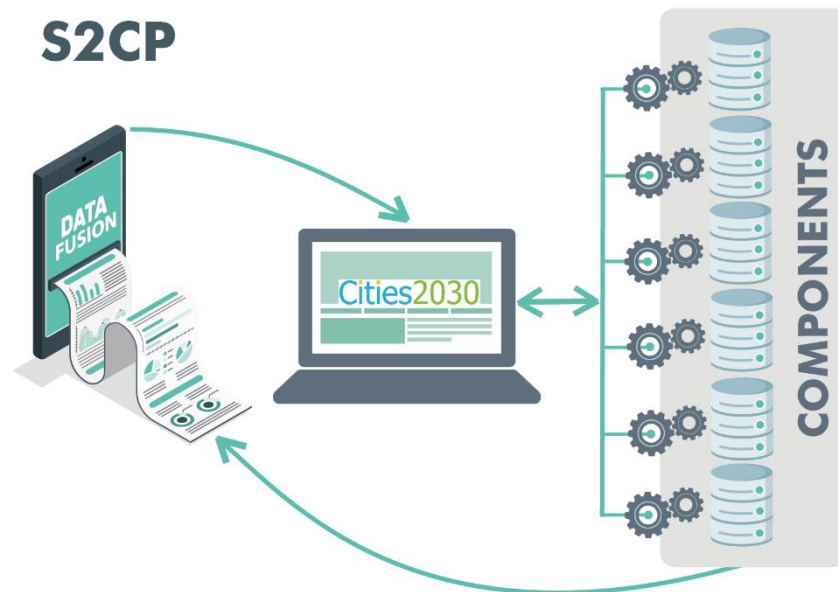 S2CP
DATA
FUSION
Cities2030
COMPONENTS